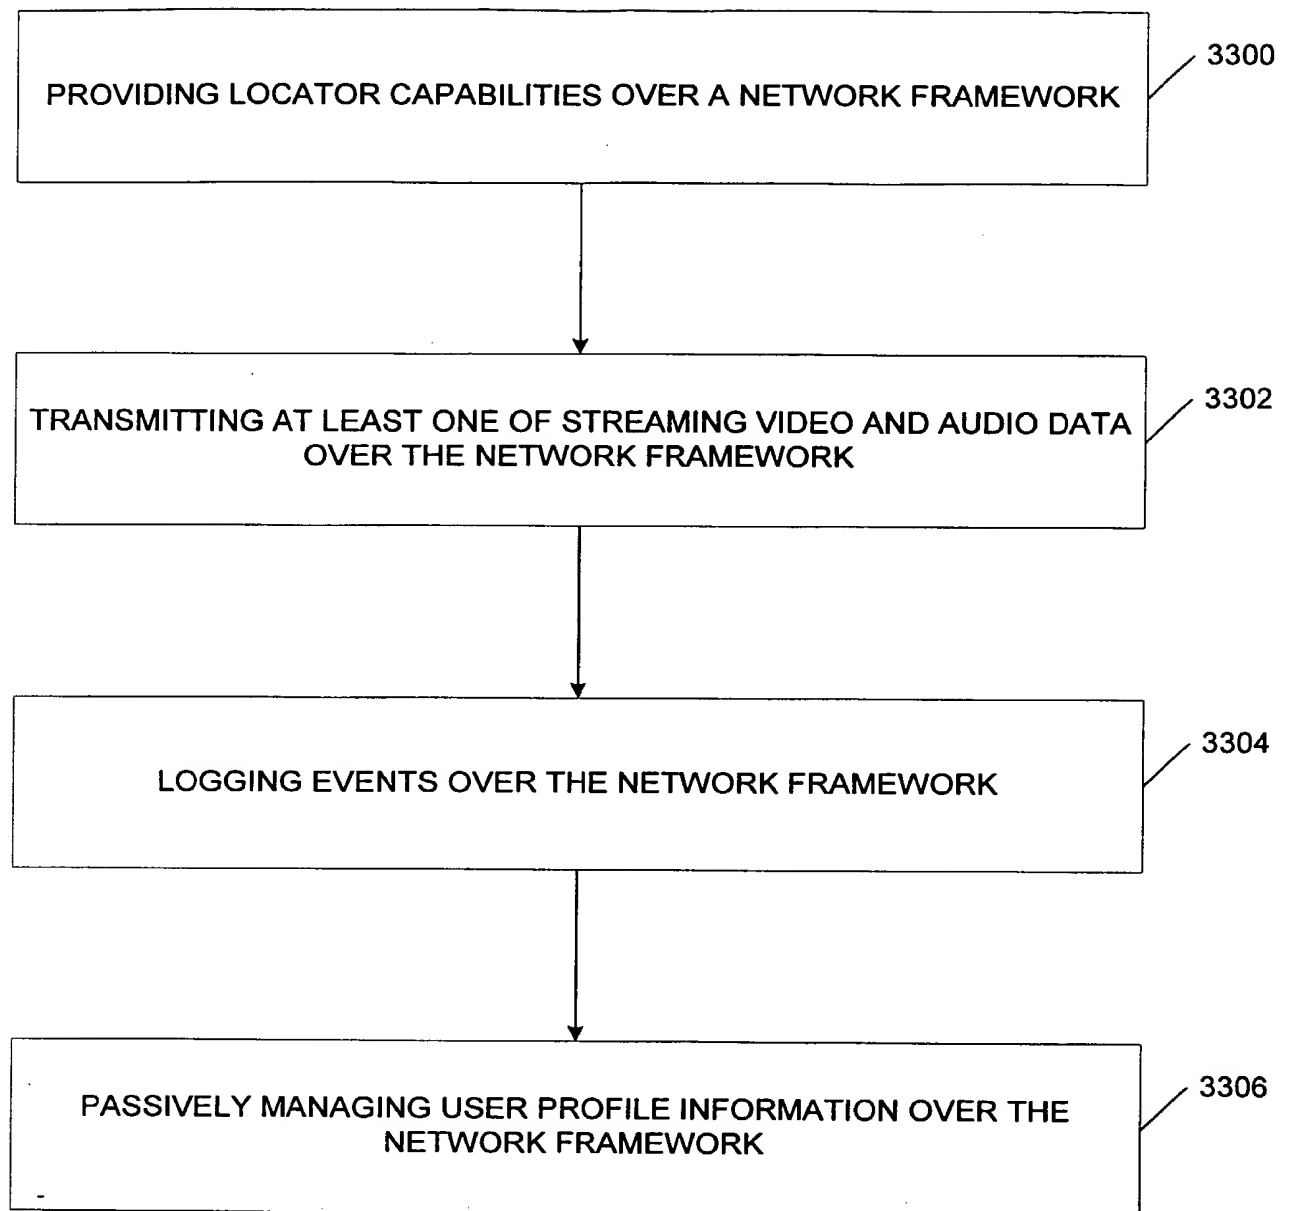 PROVIDING LOCATOR CAPABILITIES OVER A NETWORK FRAMEWORK
3300
TRANSMITTING AT LEAST ONE OF STREAMING VIDEO AND AUDIO DATA
OVER THE NETWORK FRAMEWORK
3302
LOGGING EVENTS OVER THE NETWORK FRAMEWORK
3304
PASSIVELY MANAGING USER PROFILE INFORMATION OVER THE
NETWORK FRAMEWORK
3306